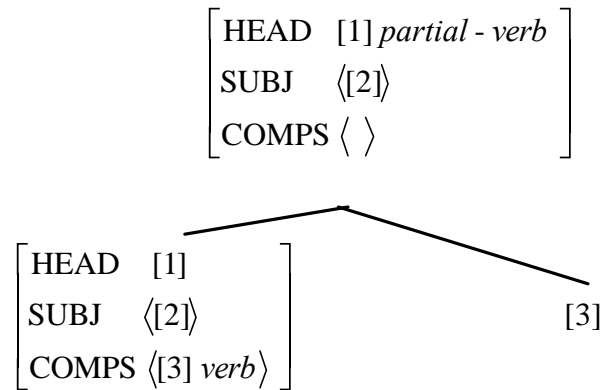 HEAD [1] partial - verb
SUBJ ⟨[2]⟩
COMPS ⟨ ⟩
HEAD [1]
SUBJ ⟨[2]⟩
COMPS ⟨[3] verb⟩
[3]